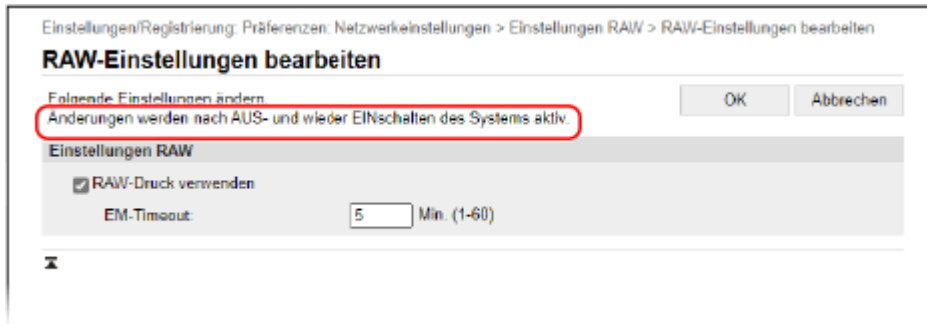 Einstellungen/Registrierung: Präferenzen: Netzwerkeinstellungen > Einstellungen RAW > RAW-Einstellungen bearbeiten
RAW-Einstellungen bearbeiten
Folgende Einstellungen ändern.
OK Abbrechen
Änderungen werden nach AUS- und wieder EINschalten des Systems aktiv.
Einstellungen RAW
RAW-Druck verwenden
EM-Timeout: 5 Min. (1-60)